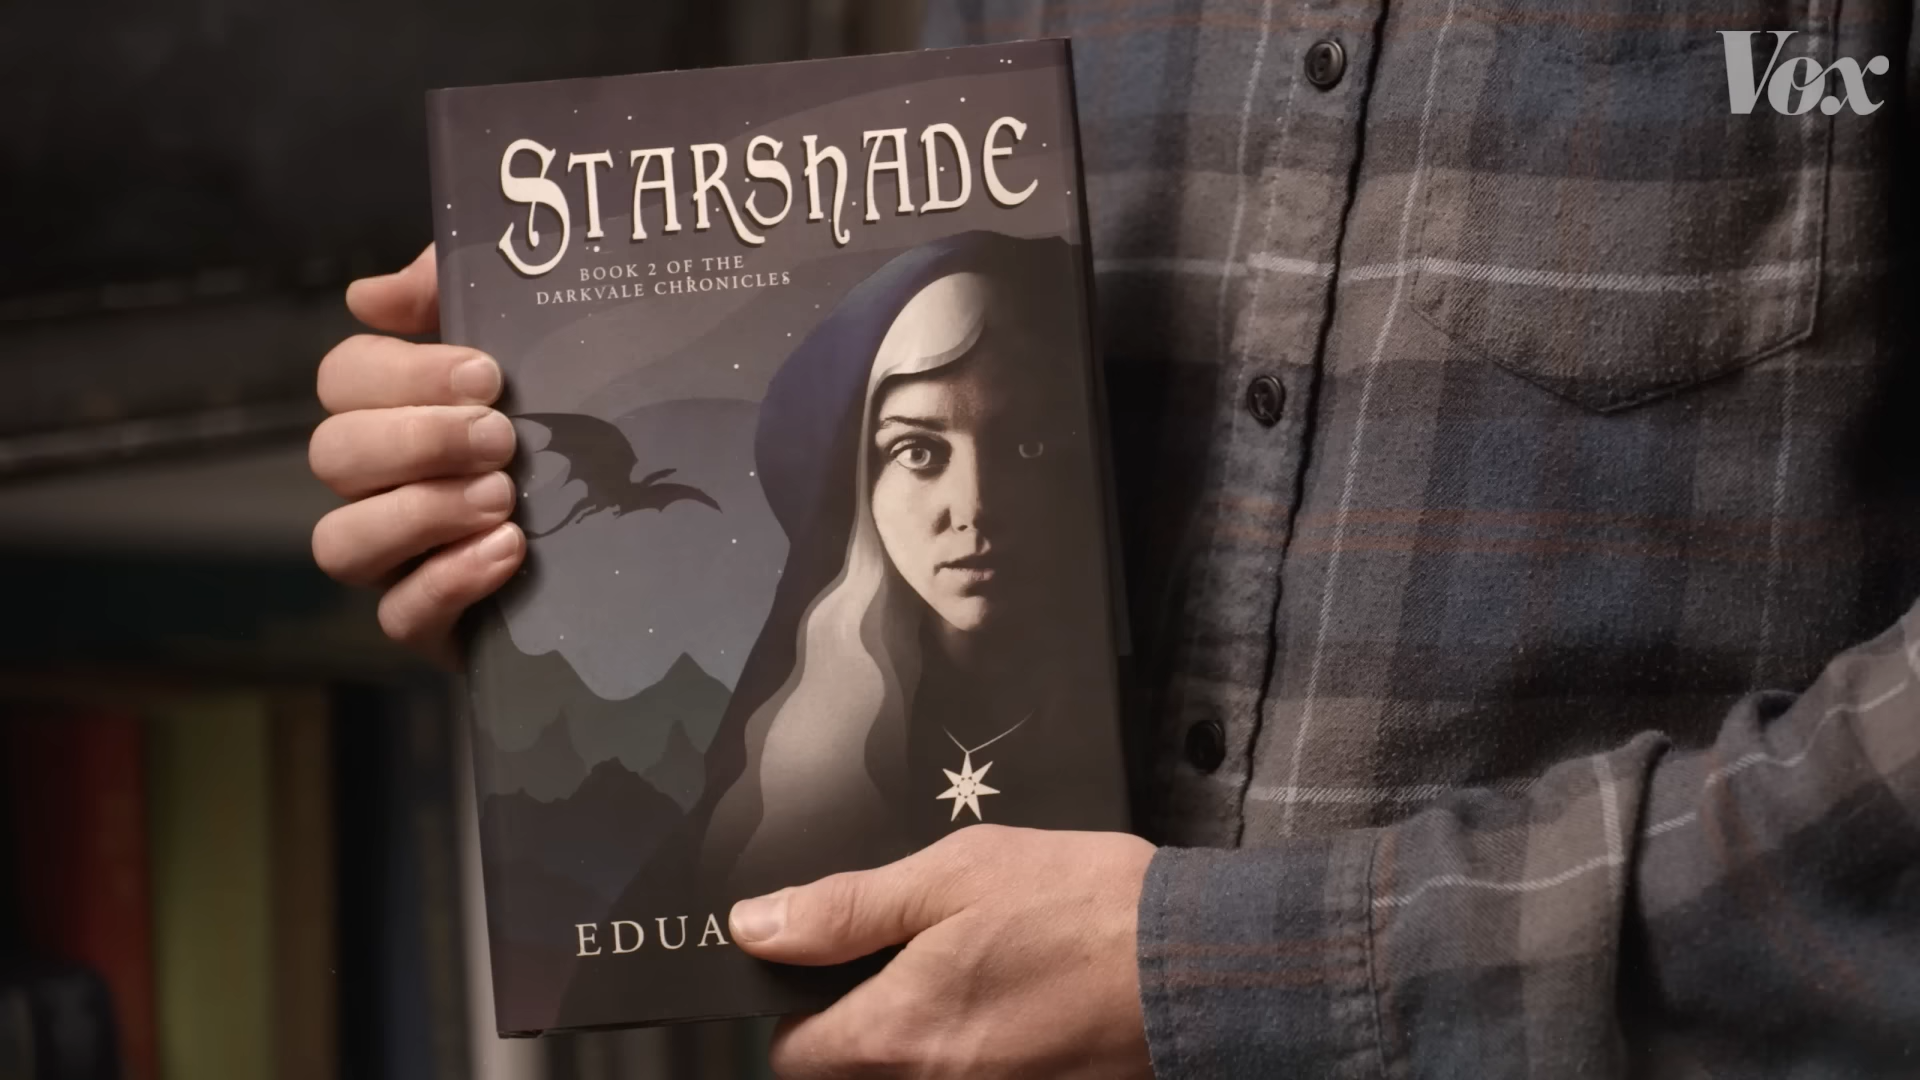 Vox
STARSHADE
BOOK 2 OF THE
DARKVALE CHRONICLES
EDUA